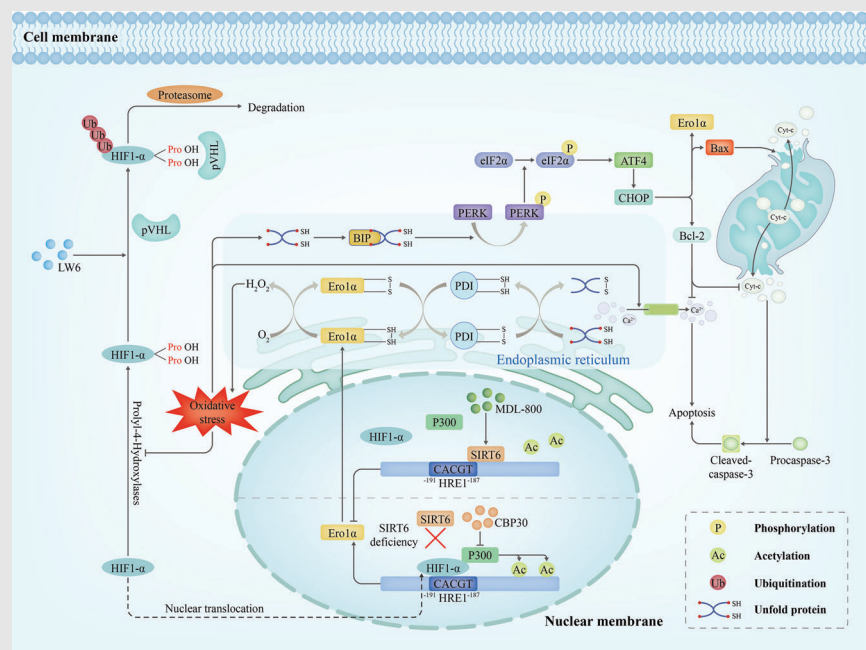 Cell membrane
Proteasome
Degradation
Ub
Ub
Ub
HIF1-α
Pro OH
Pro OH
pVHL
pVHL
LW6
HIF1-α
Pro OH
Pro OH
Prolyl-4-Hydroxylases
Oxidative
stress
HIF1-α
Nuclear translocation
SH
SH
BIP
SH
SH
PERK
PERK
P
eIF2α
eIF2α
P
ATF4
CHOP
Ero1α
Bax
Bcl-2
Cyt-c
Cyt-c
Cyt-c
H₂O₂
Ero1α
S
S
PDI
SH
SH
S
S
O₂
Ero1α
SH
SH
PDI
S
S
SH
SH
Ca²⁺
Ca²⁺
Endoplasmic reticulum
Apoptosis
Cleaved-
caspase-3
Procaspase-3
MDL-800
P300
HIF1-α
SIRT6
Ac
Ac
CACGT
-191 HRE1 -187
Ero1α
SIRT6
deficiency
SIRT6
CBP30
P300
HIF1-α
Ac
Ac
CACGT
-191 HRE1 -187
Nuclear membrane
P Phosphorylation
Ac Acetylation
Ub Ubiquitination
SH
SH
Unfold protein